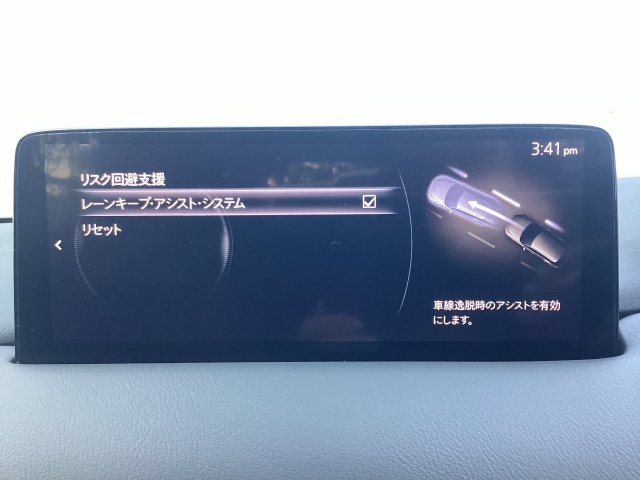 3:41 pm
リスク回避支援
レーンキープ・アシスト・システム
リセット
車線逸脱時のアシストを有効
にします。